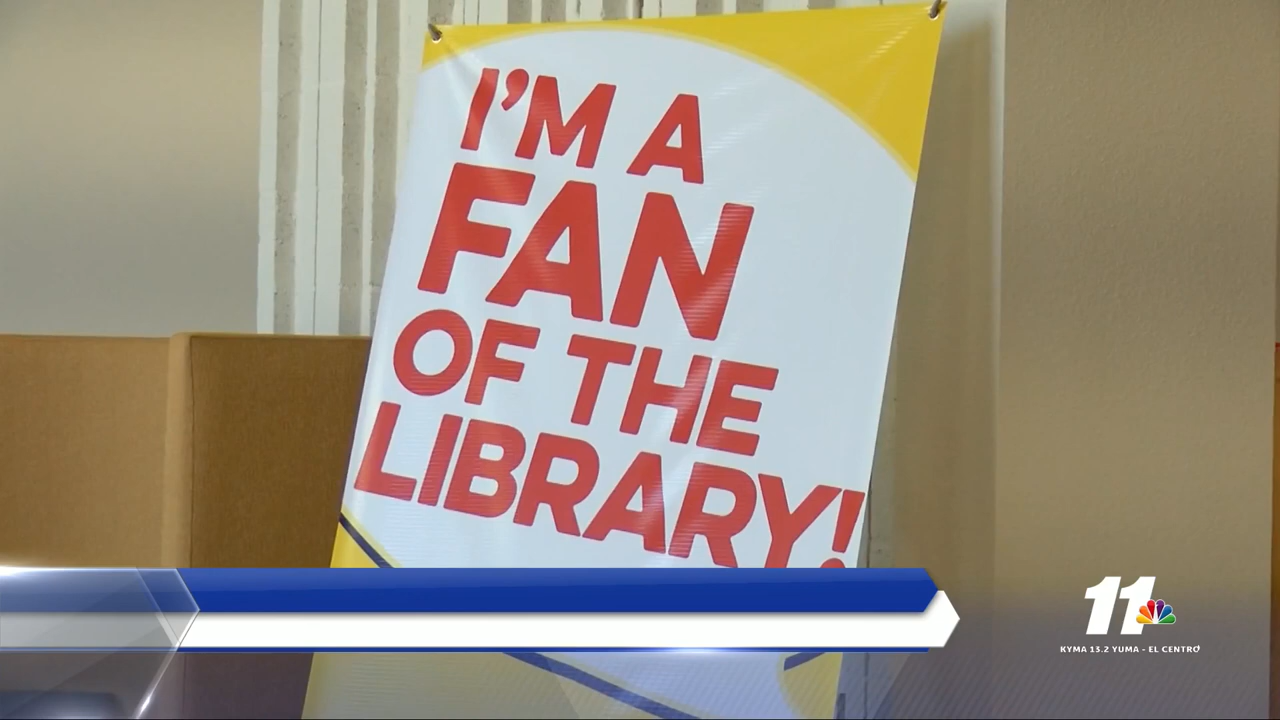 I'M A
FAN
OF THE
LIBRARY!
11
KYMA 13.2 YUMA - EL CENTRO